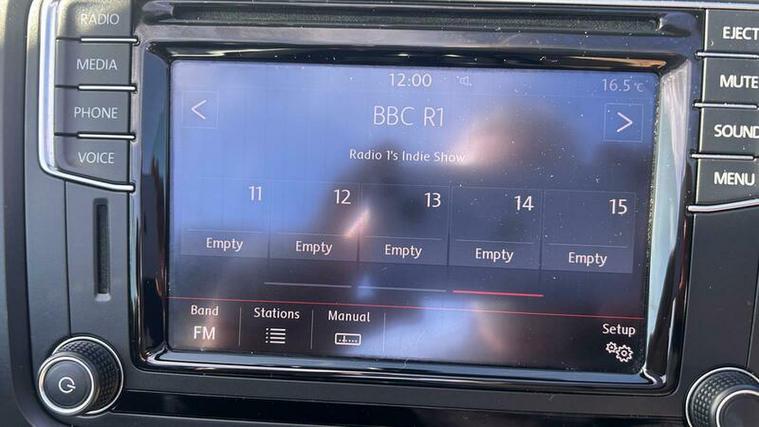 RADIO
MEDIA
PHONE
VOICE
EJECT
MUTE
SOUND
MENU
12:00
16.5°C
BBC R1
Radio 1's Indie Show
11 12 13 14 15
Empty Empty Empty Empty Empty
Band Stations Manual Setup
FM